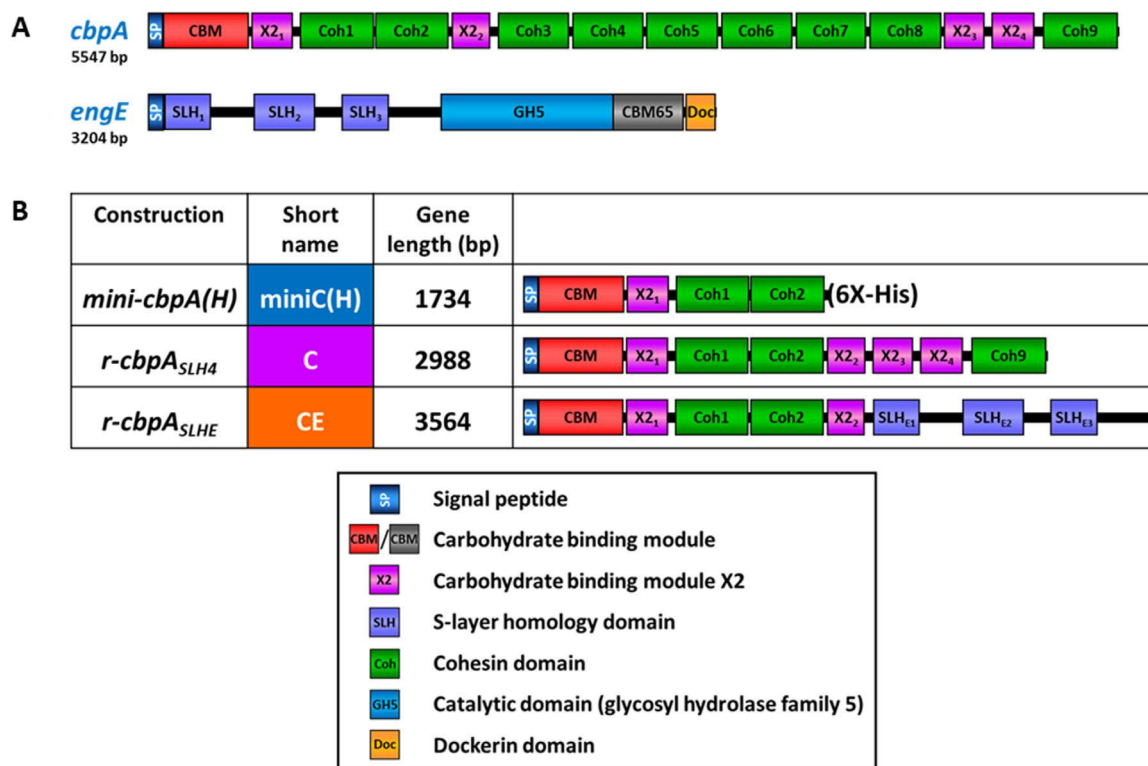 A
cbpA
5547 bp
SP CBM X2₁ Coh1 Coh2 X2₂ Coh3 Coh4 Coh5 Coh6 Coh7 Coh8 X2₃ X2₄ Coh9
engE
3204 bp
SP SLH₁ SLH₂ SLH₃ GH5 CBM65 Doc
B
Construction Short name Gene length (bp)
mini-cbpA(H) miniC(H) 1734 SP CBM X2₁ Coh1 Coh2 (6X-His)
r-cbpA_SLH4 C 2988 SP CBM X2₁ Coh1 Coh2 X2₂ X2₃ X2₄ Coh9
r-cbpA_SLHE CE 3564 SP CBM X2₁ Coh1 Coh2 X2₂ SLH_E1 SLH_E2 SLH_E3
SP Signal peptide
CBM/CBM Carbohydrate binding module
X2 Carbohydrate binding module X2
SLH S-layer homology domain
Coh Cohesin domain
GH5 Catalytic domain (glycosyl hydrolase family 5)
Doc Dockerin domain